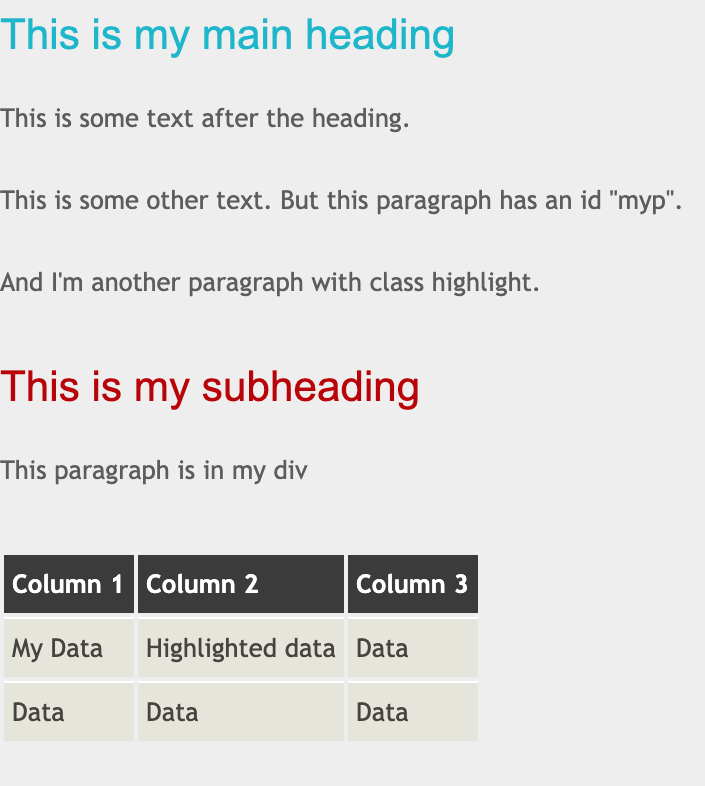 This is my main heading
This is some text after the heading.
This is some other text. But this paragraph has an id "myp".
And I'm another paragraph with class highlight.
This is my subheading
This paragraph is in my div
Column 1 Column 2 Column 3
My Data Highlighted data Data
Data Data Data